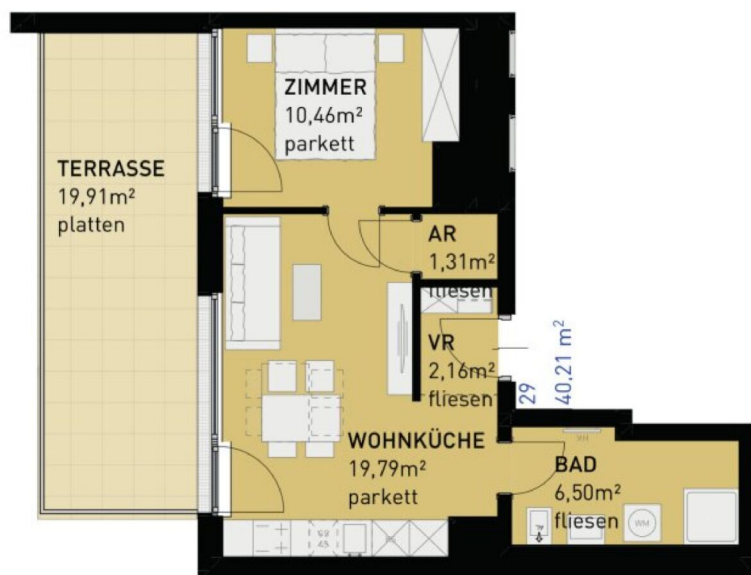 ZIMMER
10,46m²
parkett
TERRASSE
19,91m²
platten
AR
1,31m²
fliesen
VR
2,16m²
fliesen
29
40,21 m²
WOHNKÜCHE
19,79m²
parkett
BAD
6,50m²
fliesen
WM